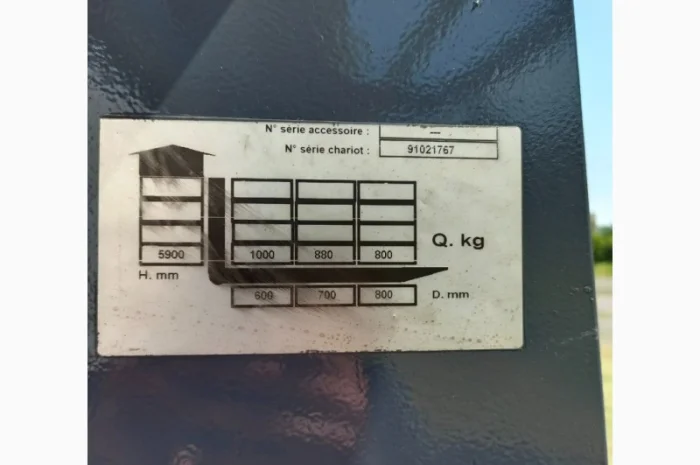 N° série accessoire : —
N° série chariot : 91021767
5900 1000 880 800 Q. kg
H. mm
600 700 800 D. mm